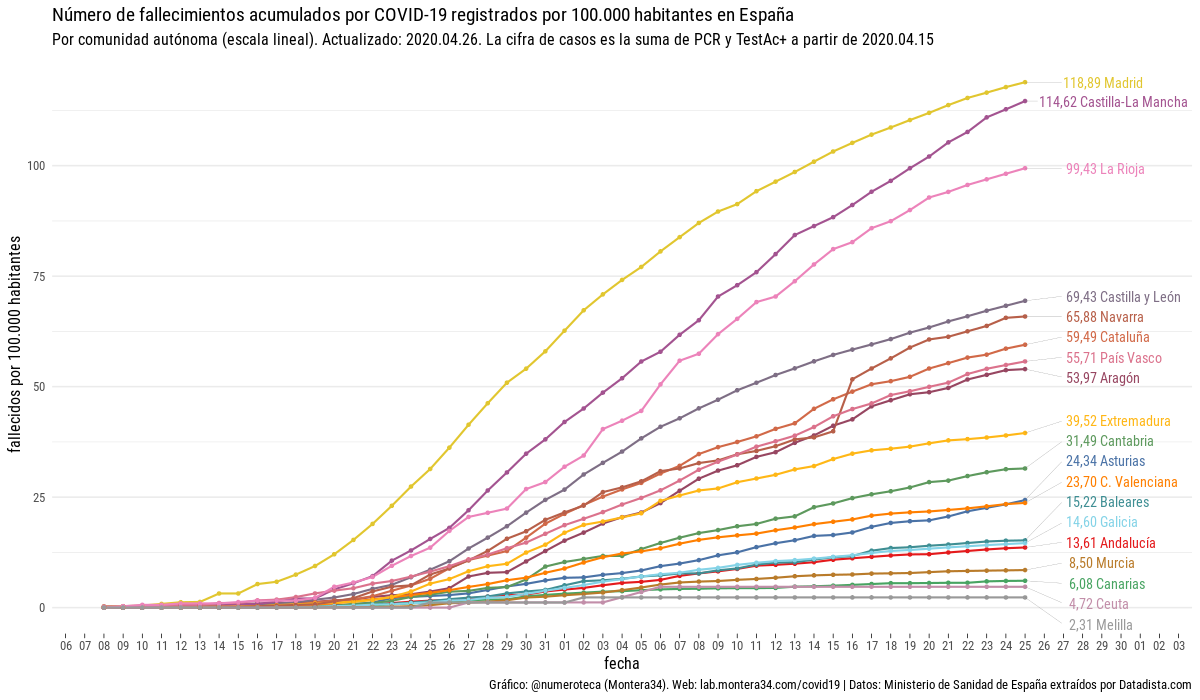 Número de fallecimientos acumulados por COVID-19 registrados por 100.000 habitantes en España
Por comunidad autónoma (escala lineal). Actualizado: 2020.04.26. La cifra de casos es la suma de PCR y TestAc+ a partir de 2020.04.15
fallecidos por 100.000 habitantes
100
75
50
25
0
118,89 Madrid
114,62 Castilla-La Mancha
99,43 La Rioja
69,43 Castilla y León
65,88 Navarra
59,49 Cataluña
55,71 País Vasco
53,97 Aragón
39,52 Extremadura
31,49 Cantabria
24,34 Asturias
23,70 C. Valenciana
15,22 Baleares
14,60 Galicia
13,61 Andalucía
8,50 Murcia
6,08 Canarias
4,72 Ceuta
2,31 Melilla
06 07 08 09 10 11 12 13 14 15 16 17 18 19 20 21 22 23 24 25 26 27 28 29 30 31 01 02 03 04 05 06 07 08 09 10 11 12 13 14 15 16 17 18 19 20 21 22 23 24 25 26 27 28 29 30 01 02 03
fecha
Gráfico: @numeroteca (Montera34). Web: lab.montera34.com/covid19 | Datos: Ministerio de Sanidad de España extraídos por Datadista.com